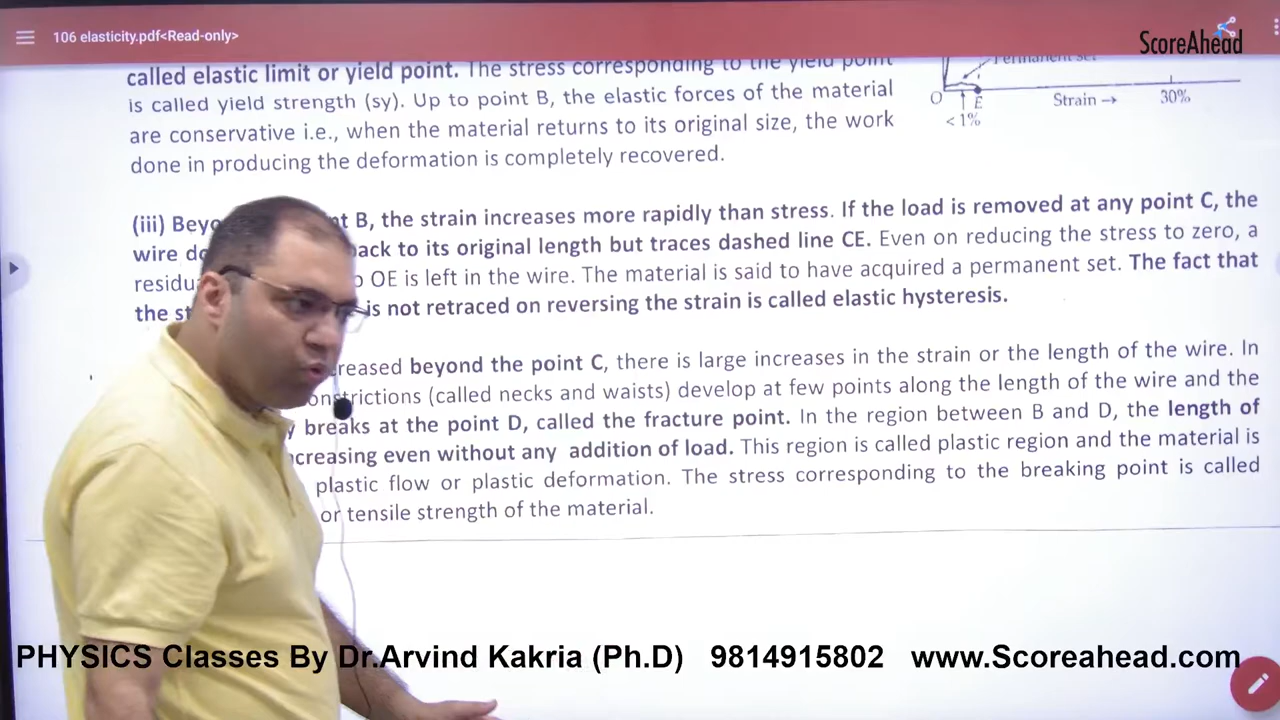 106 elasticity.pdf<Read-only>
ScoreAhead
called elastic limit or yield point. The stress corresponding to the yield point
is called yield strength (sy). Up to point B, the elastic forces of the material
are conservative i.e., when the material returns to its original size, the work
done in producing the deformation is completely recovered.
O E Strain → 30%
< 1%
(iii) B, the strain increases more rapidly than stress. If the load is removed at any point C, the
wire back to its original length but traces dashed line CE. Even on reducing the stress to zero, a
OE is left in the wire. The material is said to have acquired a permanent set. The fact that
the is not retraced on reversing the strain is called elastic hysteresis.
beyond the point C, there is large increases in the strain or the length of the wire. In
(called necks and waists) develop at few points along the length of the wire and the
breaks at the point D, called the fracture point. In the region between B and D, the length of
even without any addition of load. This region is called plastic region and the material is
plastic flow or plastic deformation. The stress corresponding to the breaking point is called
or tensile strength of the material.
PHYSICS Classes By Dr.Arvind Kakria (Ph.D) 9814915802 www.Scoreahead.com